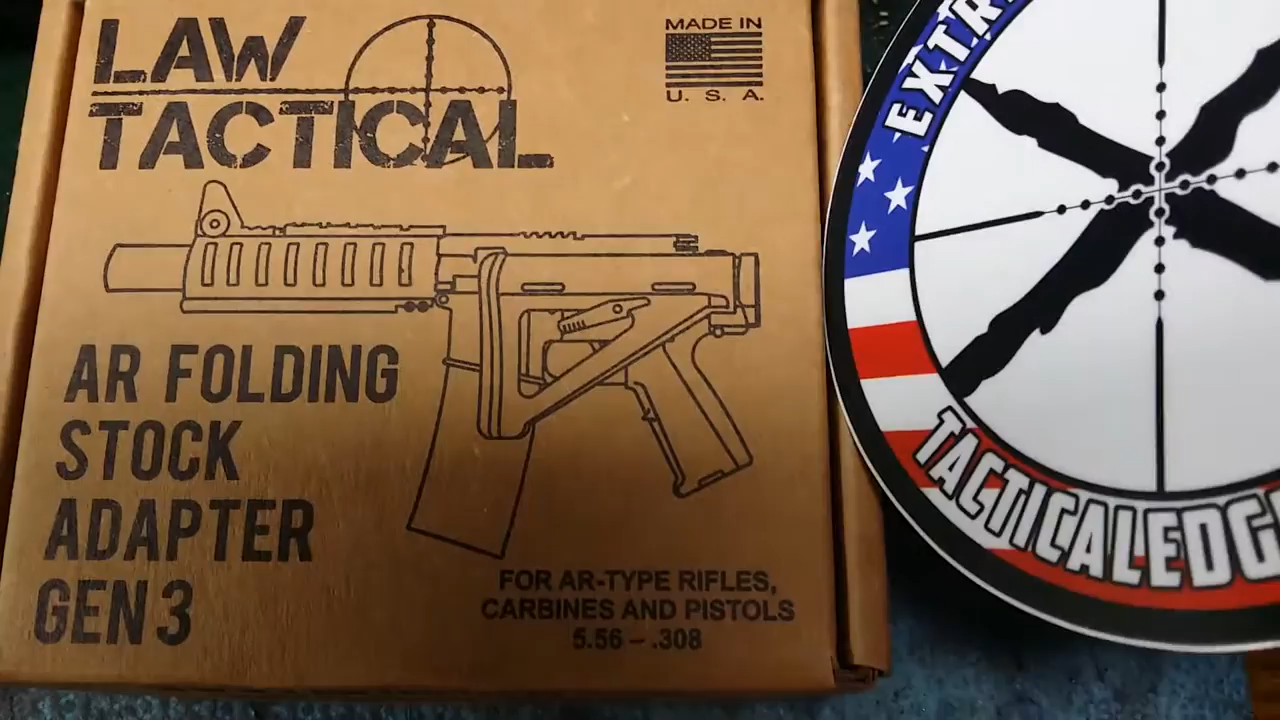 LAW
TACTICAL
MADE IN
U. S. A.
AR FOLDING
STOCK
ADAPTER
GEN 3
FOR AR-TYPE RIFLES,
CARBINES AND PISTOLS
5.56 – .308
TACTICALEDG